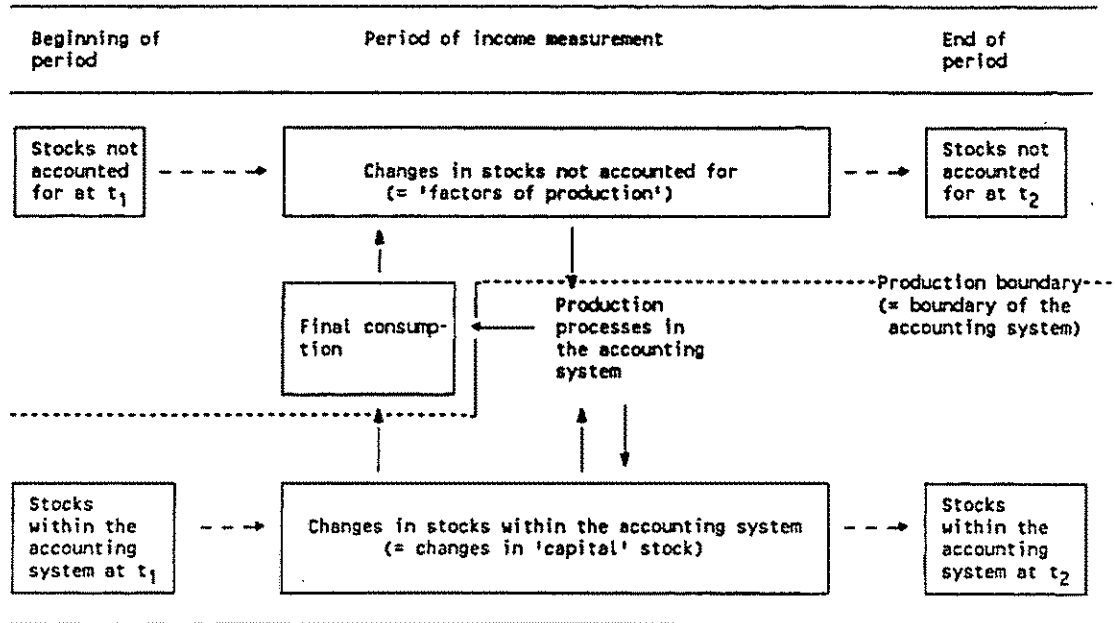 Beginning of period
Period of income measurement
End of period
Stocks not
accounted
for at t1
Changes in stocks not accounted for
(= 'factors of production')
Stocks not
accounted
for at t2
Production boundary
(= boundary of the
accounting system)
Final consump-
tion
Production
processes in
the accounting
system
Stocks
within the
accounting
system at t1
Changes in stocks within the accounting system
(= changes in 'capital' stock)
Stocks
within the
accounting
system at t2